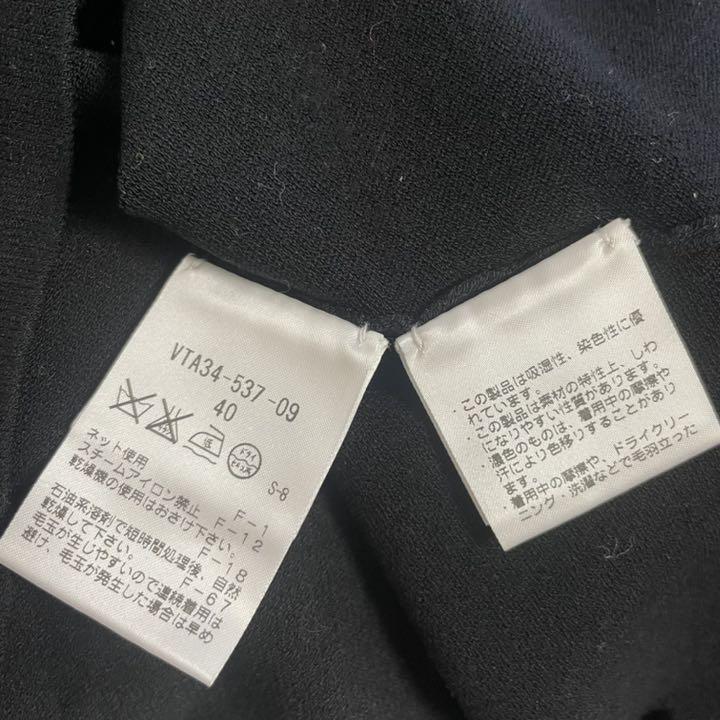 VTA34-537-09
40
低
ドライ
セキユ系
S-8
ネット使用 F-1
スチームアイロン禁止 F-12
乾燥機の使用はおさけ下さい。 F-18
石油系溶剤で短時間処理後、自然
乾燥して下さい。 F-67
毛玉が生じやすいので連続着用は
避け、毛玉が発生した場合は早め
・この製品は吸湿性、染色性に優
れています。
・この製品は素材の特性上、しわ
になりやすい性質があります。
・濃色のものは、着用中の摩擦や
汗により色移りすることがあり
ます。
・着用中の摩擦や、ドライクリー
ニング・洗濯などで毛羽立った